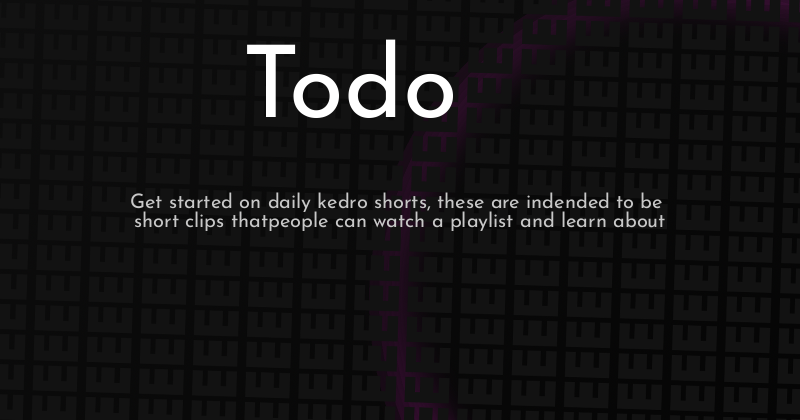 Todo
Get started on daily kedro shorts, these are indended to be
short clips thatpeople can watch a playlist and learn about